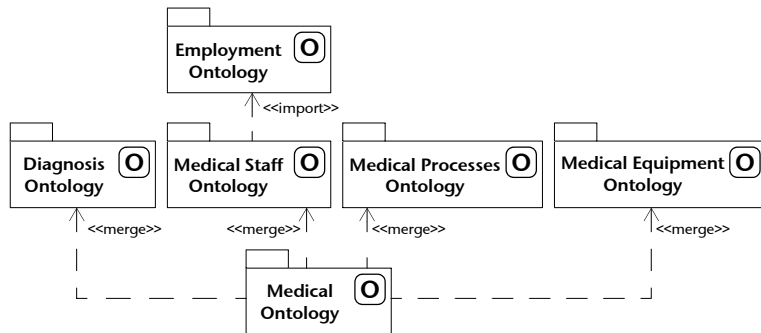 Employment O
Ontology
<<import>>
Diagnosis O
Ontology
Medical Staff O
Ontology
Medical Processes O
Ontology
Medical Equipment O
Ontology
<<merge>>
<<merge>>
<<merge>>
<<merge>>
Medical O
Ontology